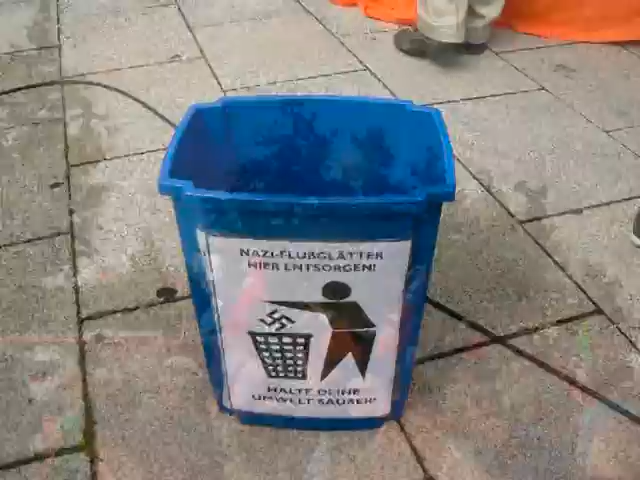 NAZI-FLUGBLÄTTER
HIER ENTSORGEN!
HALTE DEINE
UMWELT SAUBER!